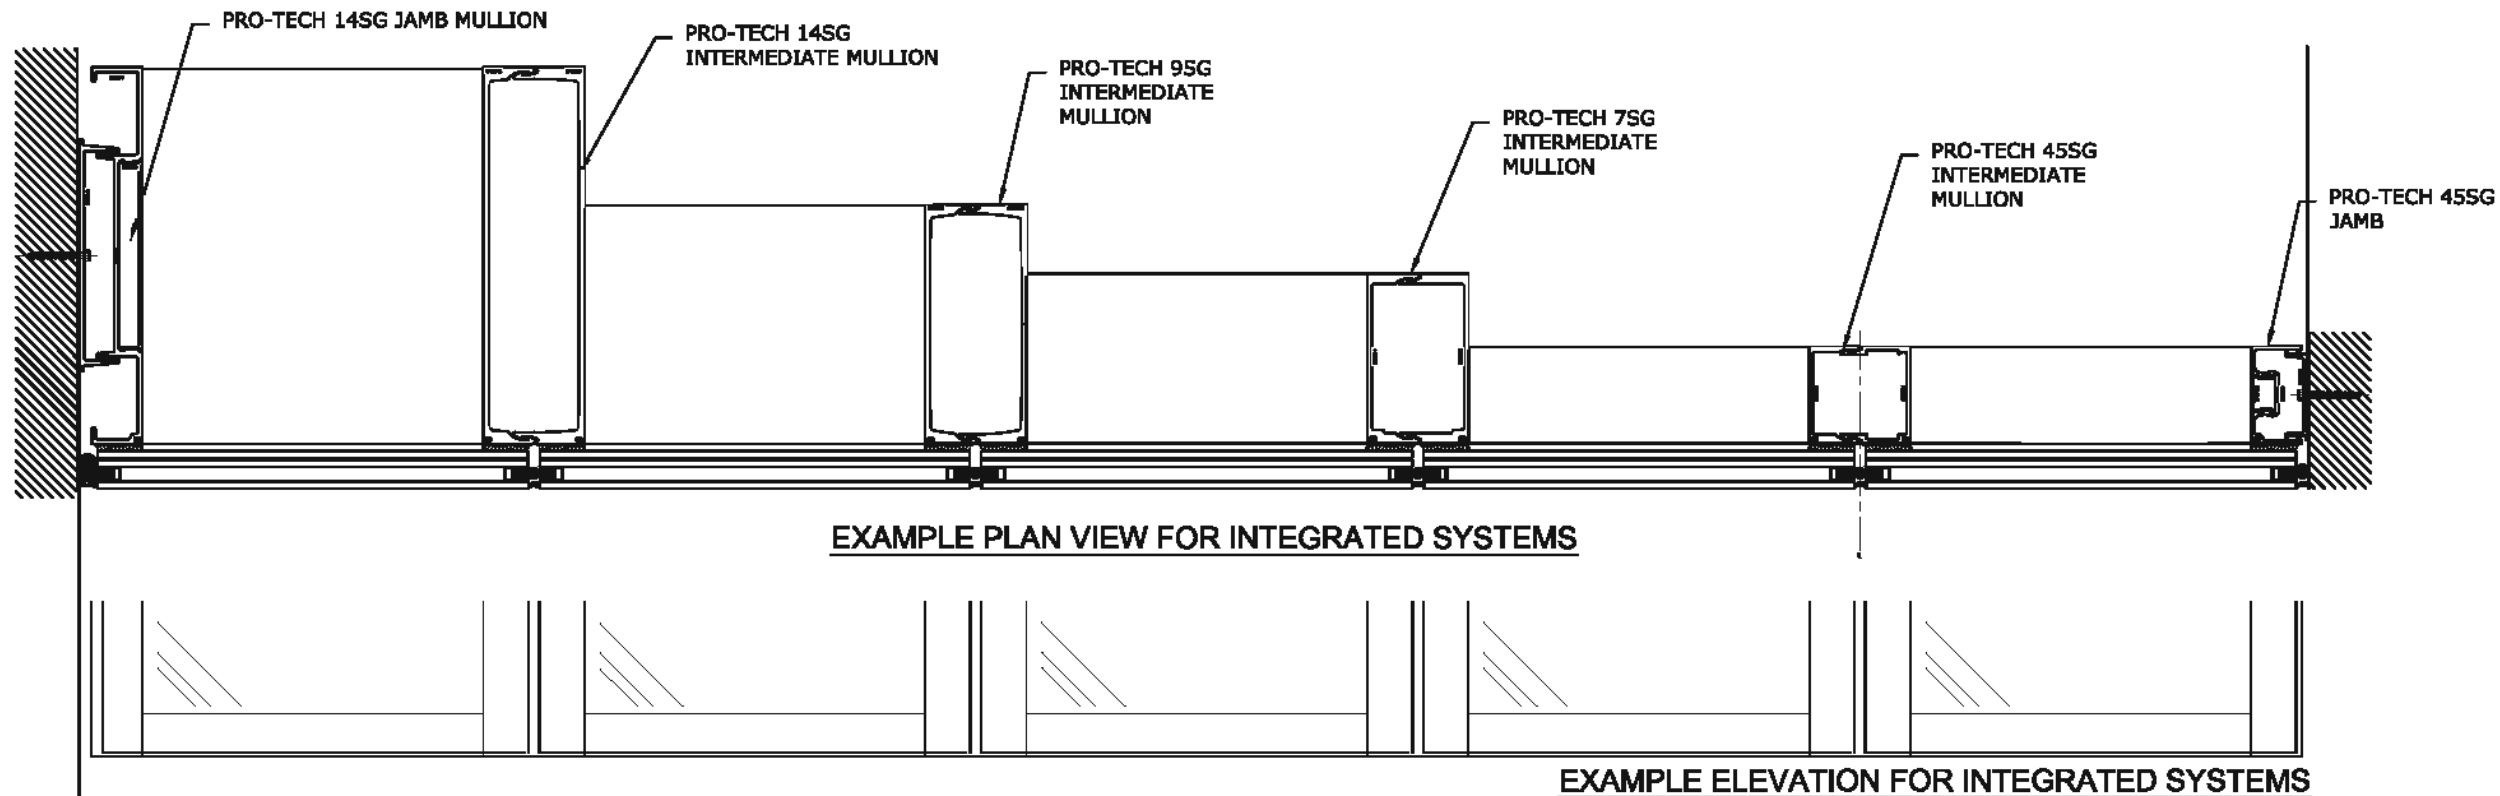 PRO-TECH 14SG JAMB MULLION
PRO-TECH 14SG
INTERMEDIATE MULLION
PRO-TECH 9SG
INTERMEDIATE
MULLION
PRO-TECH 7SG
INTERMEDIATE
MULLION
PRO-TECH 45SG
INTERMEDIATE
MULLION
PRO-TECH 45SG
JAMB
EXAMPLE PLAN VIEW FOR INTEGRATED SYSTEMS
EXAMPLE ELEVATION FOR INTEGRATED SYSTEMS